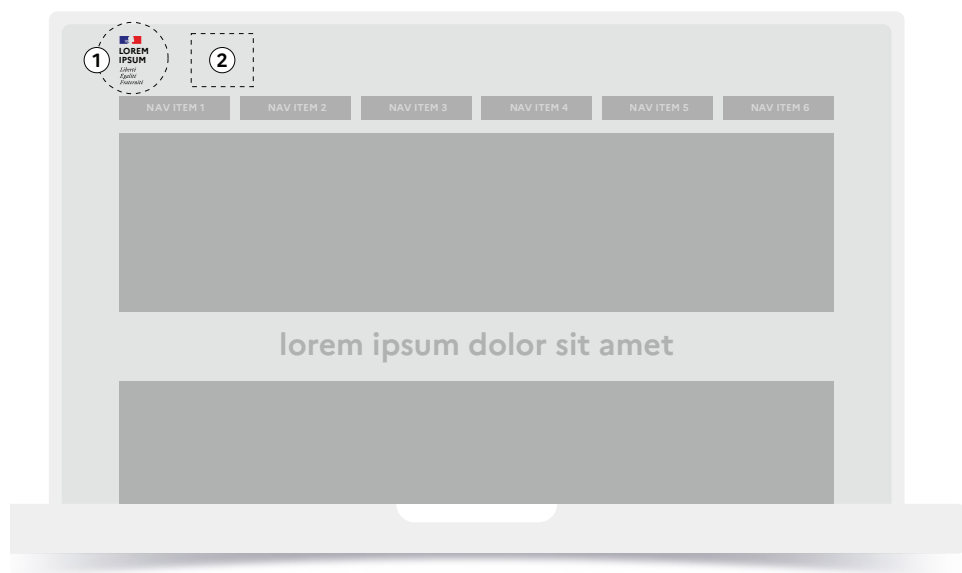 1
LOREM
IPSUM
Liberté
Égalité
Fraternité
2
NAV ITEM 1 NAV ITEM 2 NAV ITEM 3 NAV ITEM 4 NAV ITEM 5 NAV ITEM 6
lorem ipsum dolor sit amet